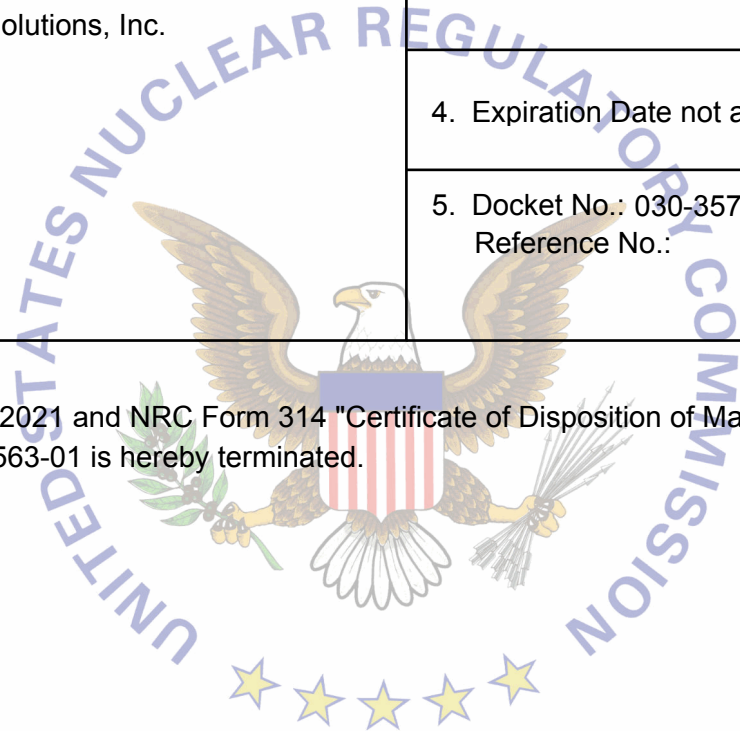 olutions, Inc.
4. Expiration Date not a
5. Docket No.: 030-357
Reference No.:
2021 and NRC Form 314 "Certificate of Disposition of Ma
563-01 is hereby terminated.
UNITED STATES NUCLEAR REGULATORY COMMISSION